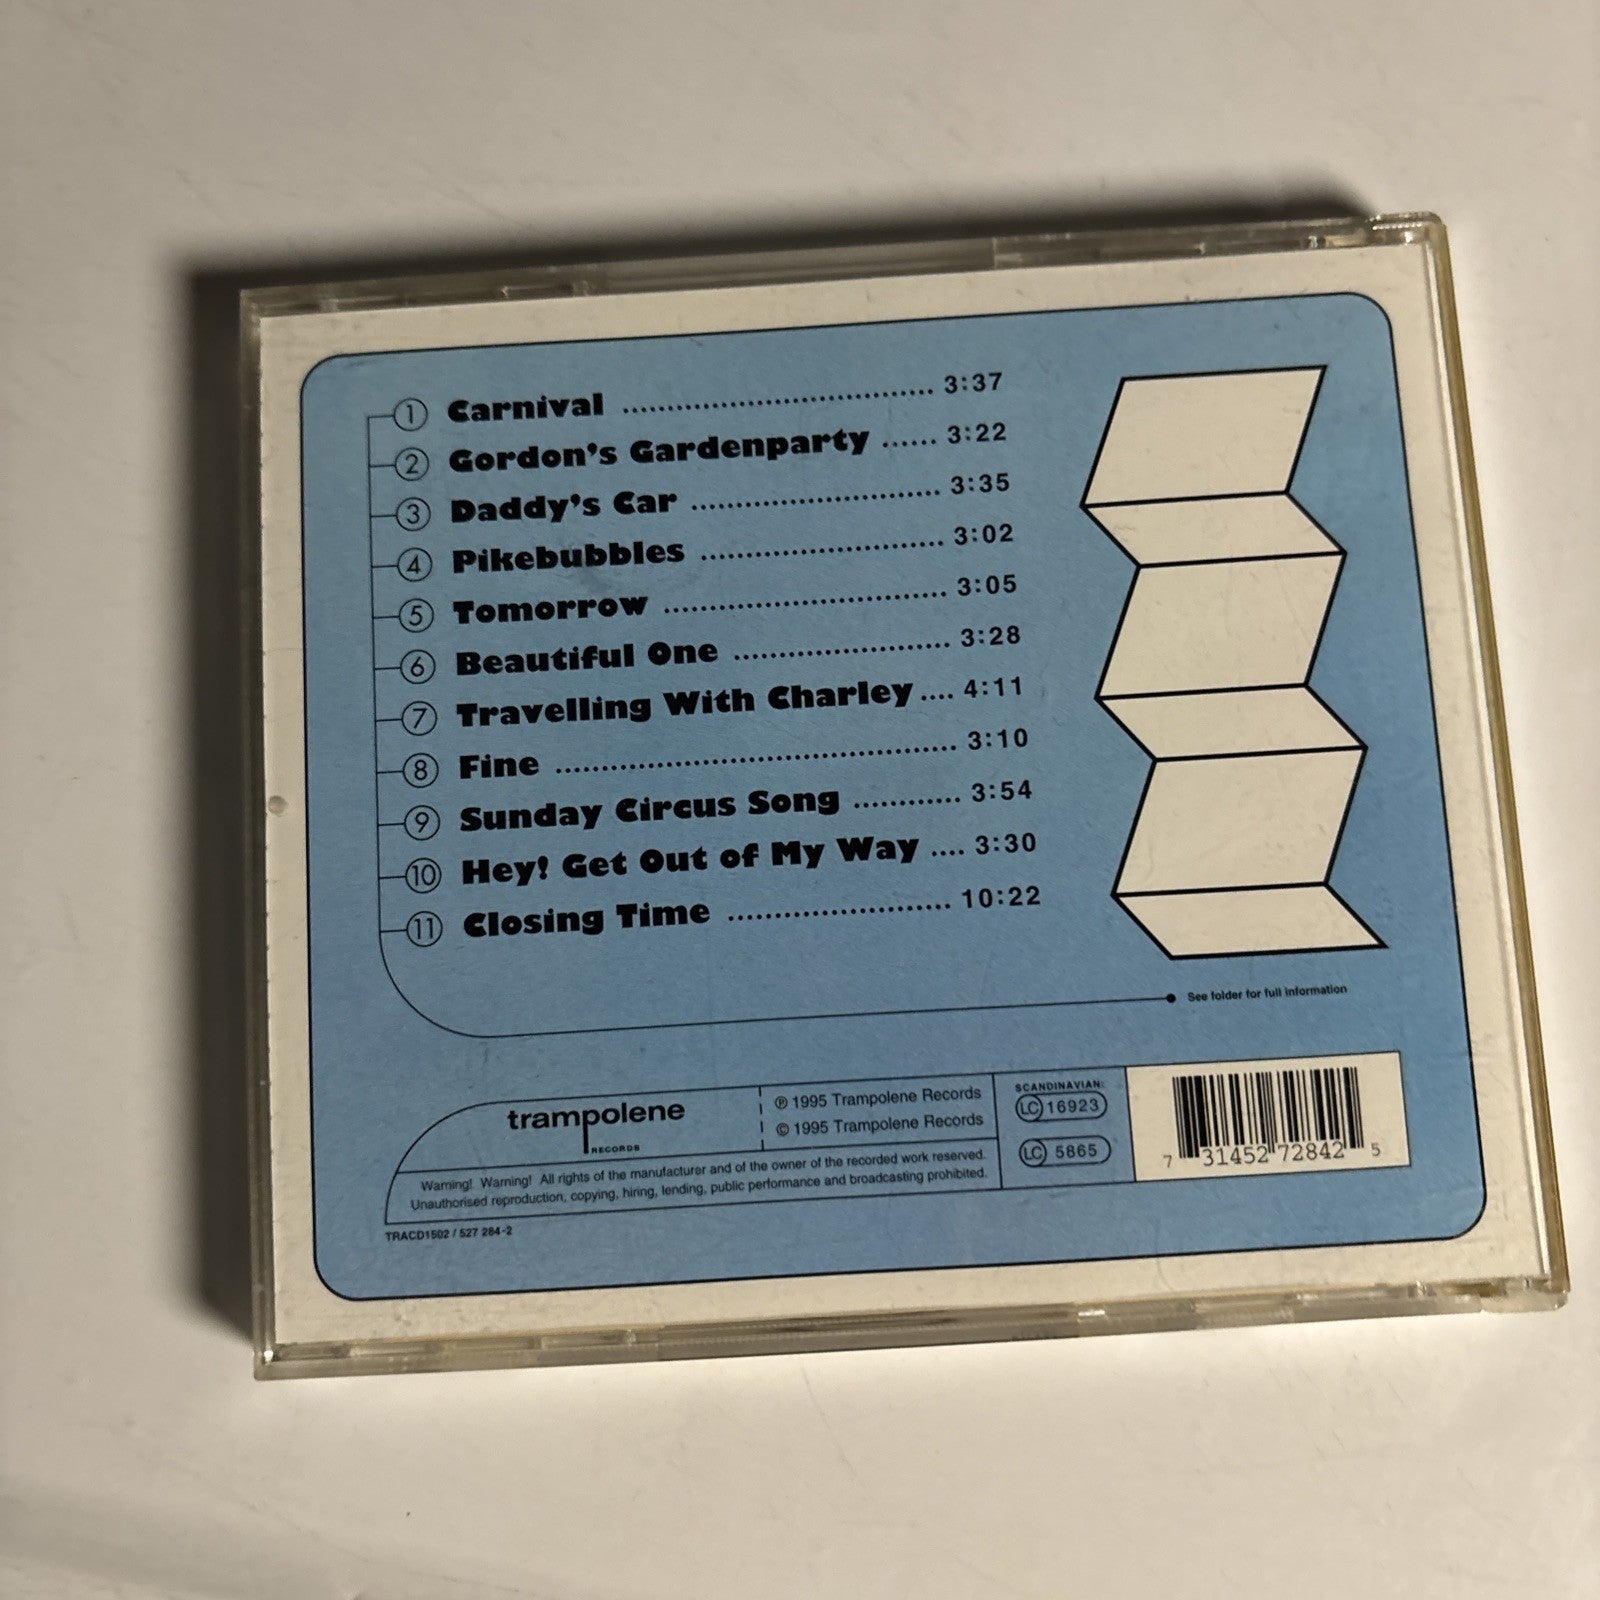 1 Carnival .......... 3:37
2 Gordon's Gardenparty ...... 3:22
3 Daddy's Car .......... 3:35
4 Pikebubbles .......... 3:02
5 Tomorrow .......... 3:05
6 Beautiful One .......... 3:28
7 Travelling With Charley .... 4:11
8 Fine .......... 3:10
9 Sunday Circus Song .......... 3:54
10 Hey! Get Out of My Way .... 3:30
11 Closing Time .......... 10:22
See folder for full information
trampolene
RECORDS
℗ 1995 Trampolene Records
© 1995 Trampolene Records
Warning! Warning! All rights of the manufacturer and of the owner of the recorded work reserved.
Unauthorised reproduction, copying, hiring, lending, public performance and broadcasting prohibited.
SCANDINAVIAN:
LC 16923
LC 5865
7 31452 72842 5
TRACD1502 / 527 284-2